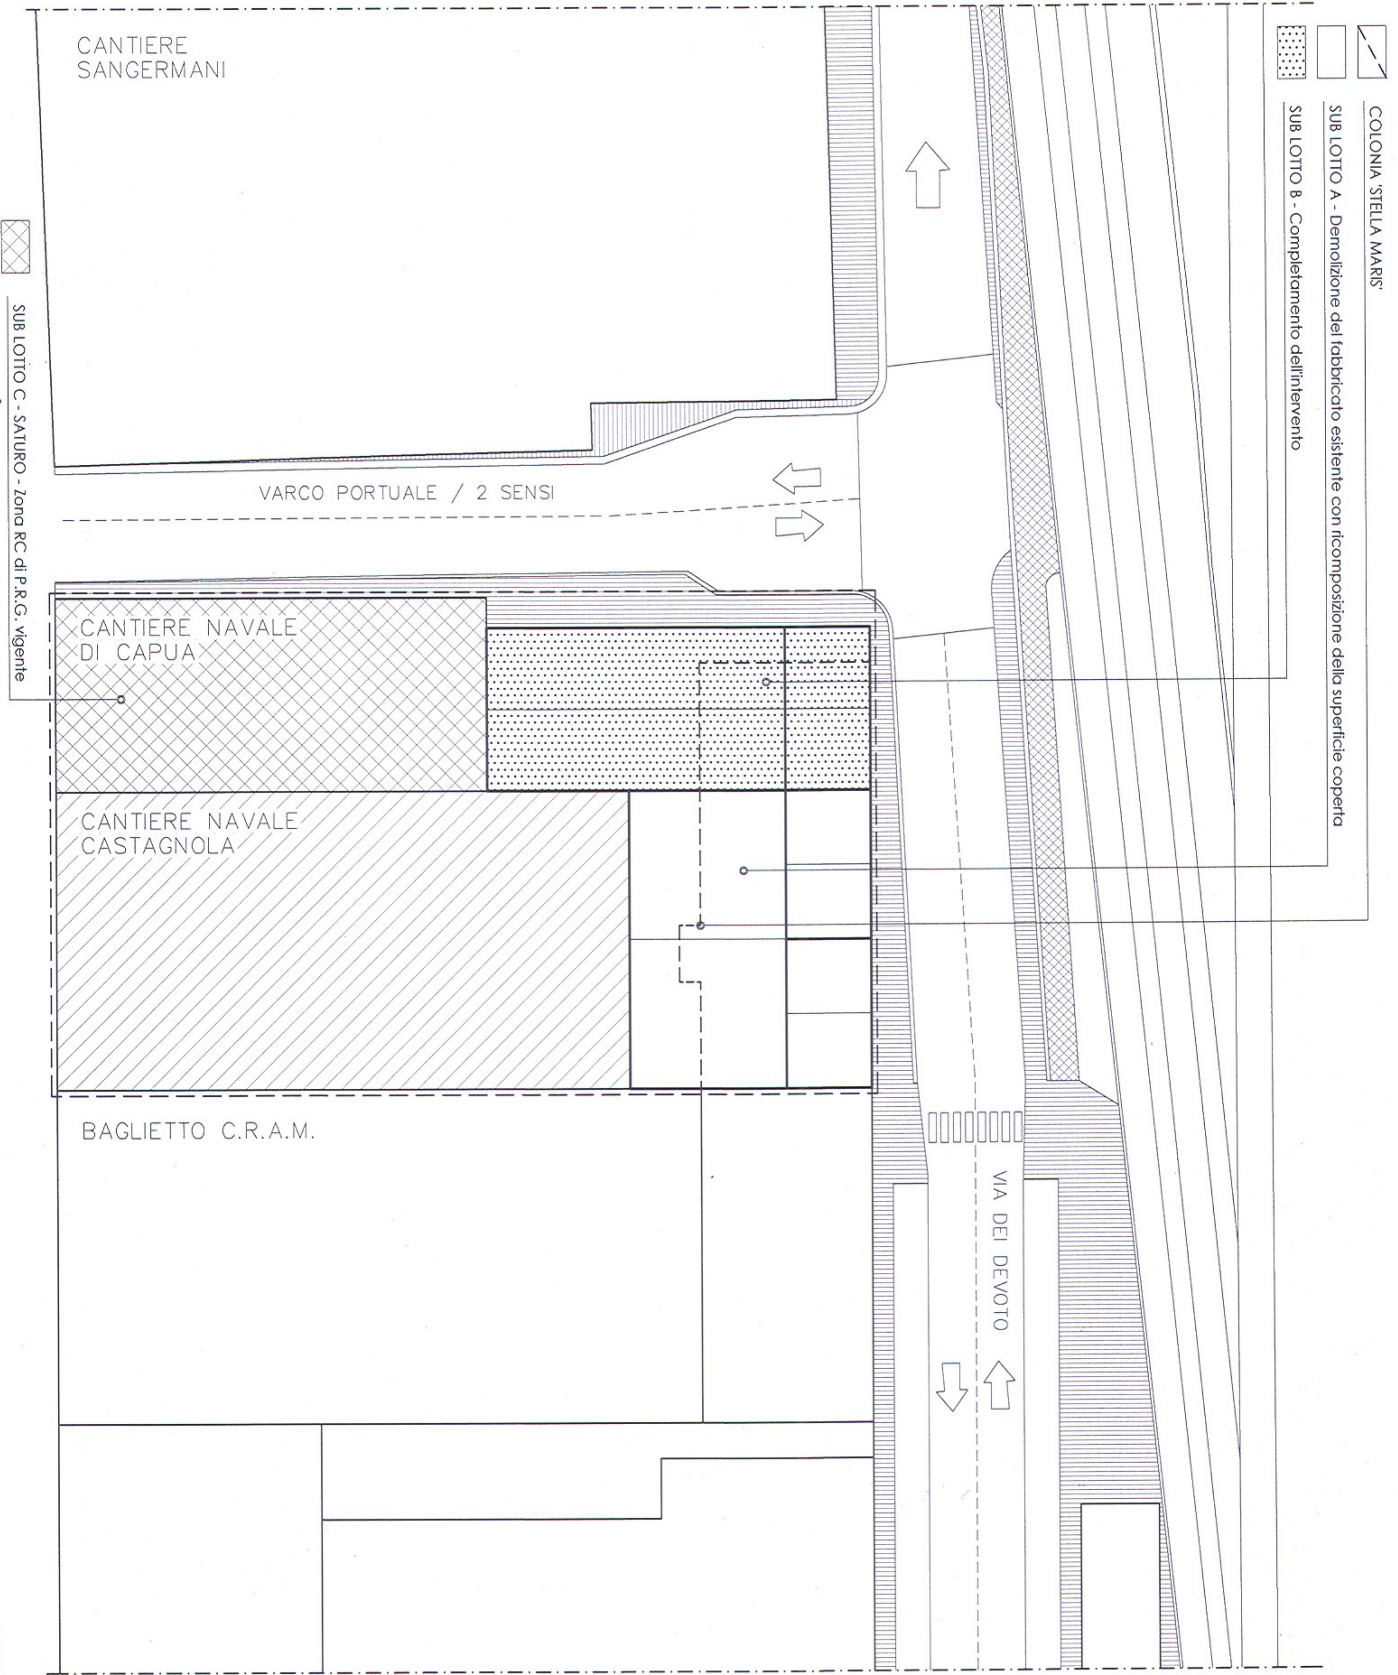 CANTIERE
SANGERMANI
COLONIA 'STELLA MARIS'
SUB LOTTO A - Demolizione del fabbricato esistente con ricomposizione della superficie coperta
SUB LOTTO B - Completamento dell'intervento
SUB LOTTO C - SATURO - Zona RC di P.R.G. vigente
VARCO PORTUALE / 2 SENSI
CANTIERE NAVALE
DI CAPUA
CANTIERE NAVALE
CASTAGNOLA
BAGLIETTO C.R.A.M.
VIA DEI DEVOTO